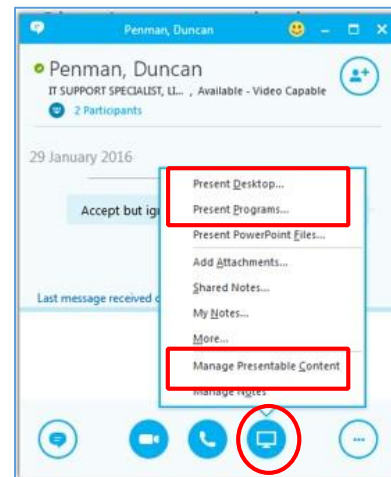 Penman, Duncan
Penman, Duncan
IT SUPPORT SPECIALIST, LI... , Available - Video Capable
2 Participants
29 January 2016
Accept but ig
Last message received
Present Desktop...
Present Programs...
Present PowerPoint Files...
Add Attachments...
Shared Notes...
My Notes...
More...
Manage Presentable Content
Manage Notes